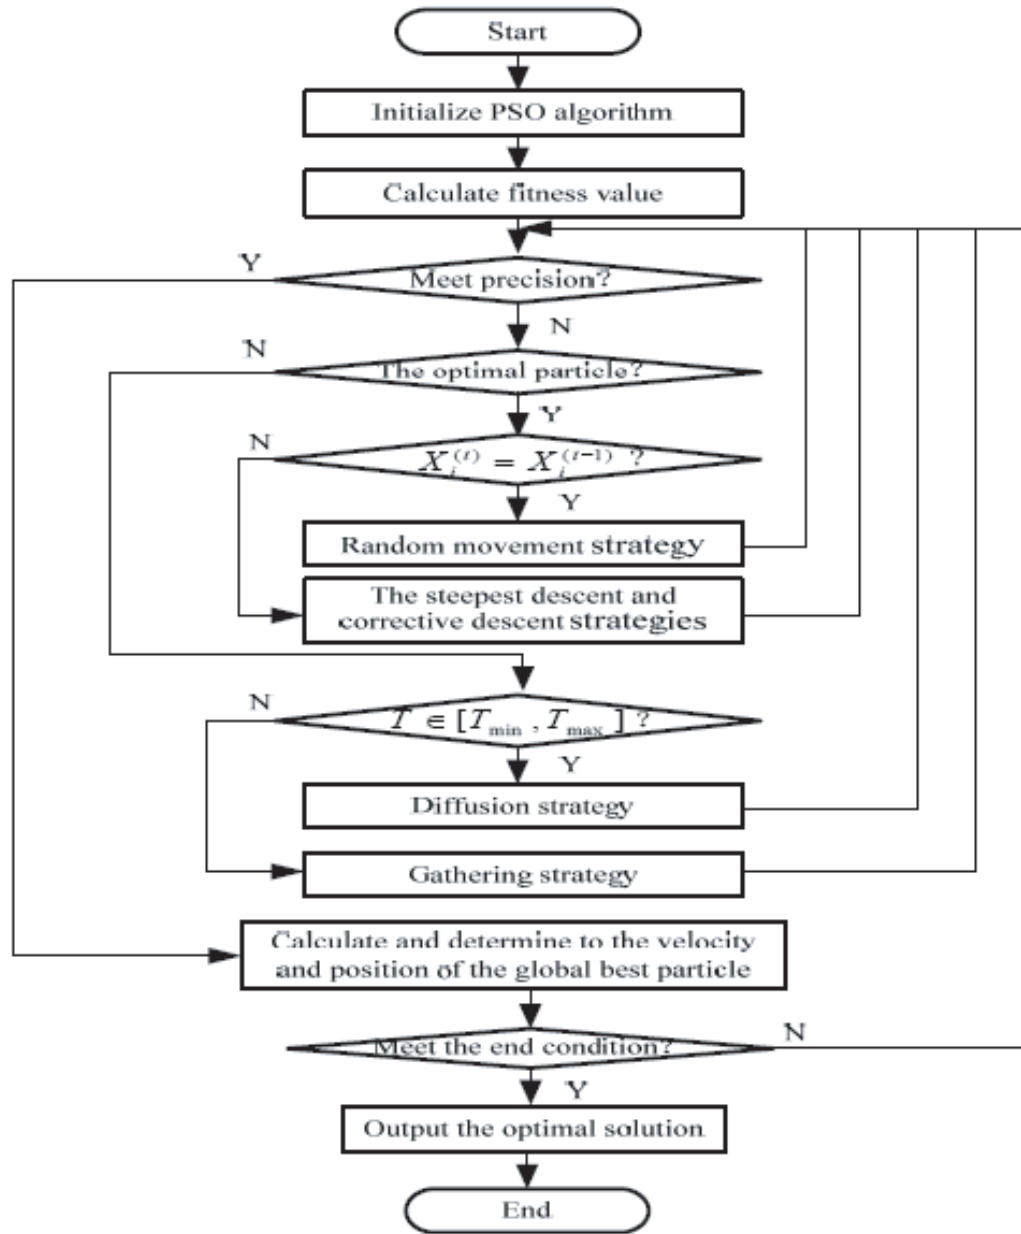 Start
Initialize PSO algorithm
Calculate fitness value
Y
Meet precision?
N
N
The optimal particle?
Y
N
X_i^(t) = X_i^(t-1) ?
Y
Random movement strategy
The steepest descent and
corrective descent strategies
N
T ∈ [T_min , T_max ] ?
Y
Diffusion strategy
Gathering strategy
Calculate and determine to the velocity
and position of the global best particle
Meet the end condition?
N
Y
Output the optimal solution
End